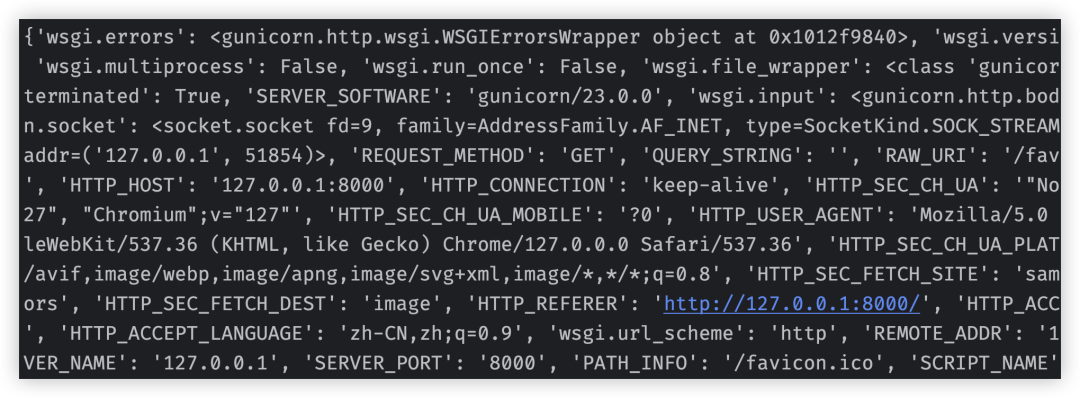 {'wsgi.errors': <gunicorn.http.wsgi.WSGIErrorsWrapper object at 0x1012f9840>, 'wsgi.versi
'wsgi.multiprocess': False, 'wsgi.run_once': False, 'wsgi.file_wrapper': <class 'gunicor
terminated': True, 'SERVER_SOFTWARE': 'gunicorn/23.0.0', 'wsgi.input': <gunicorn.http.bod
n.socket': <socket.socket fd=9, family=AddressFamily.AF_INET, type=SocketKind.SOCK_STREAM
addr=('127.0.0.1', 51854)>, 'REQUEST_METHOD': 'GET', 'QUERY_STRING': '', 'RAW_URI': '/fav
', 'HTTP_HOST': '127.0.0.1:8000', 'HTTP_CONNECTION': 'keep-alive', 'HTTP_SEC_CH_UA': '"No
27", "Chromium";v="127"', 'HTTP_SEC_CH_UA_MOBILE': '?0', 'HTTP_USER_AGENT': 'Mozilla/5.0
leWebKit/537.36 (KHTML, like Gecko) Chrome/127.0.0.0 Safari/537.36', 'HTTP_SEC_CH_UA_PLAT
/avif,image/webp,image/apng,image/svg+xml,image/*,*/*;q=0.8', 'HTTP_SEC_FETCH_SITE': 'sam
ors', 'HTTP_SEC_FETCH_DEST': 'image', 'HTTP_REFERER': 'http://127.0.0.1:8000/', 'HTTP_ACC
', 'HTTP_ACCEPT_LANGUAGE': 'zh-CN,zh;q=0.9', 'wsgi.url_scheme': 'http', 'REMOTE_ADDR': '1
VER_NAME': '127.0.0.1', 'SERVER_PORT': '8000', 'PATH_INFO': '/favicon.ico', 'SCRIPT_NAME'